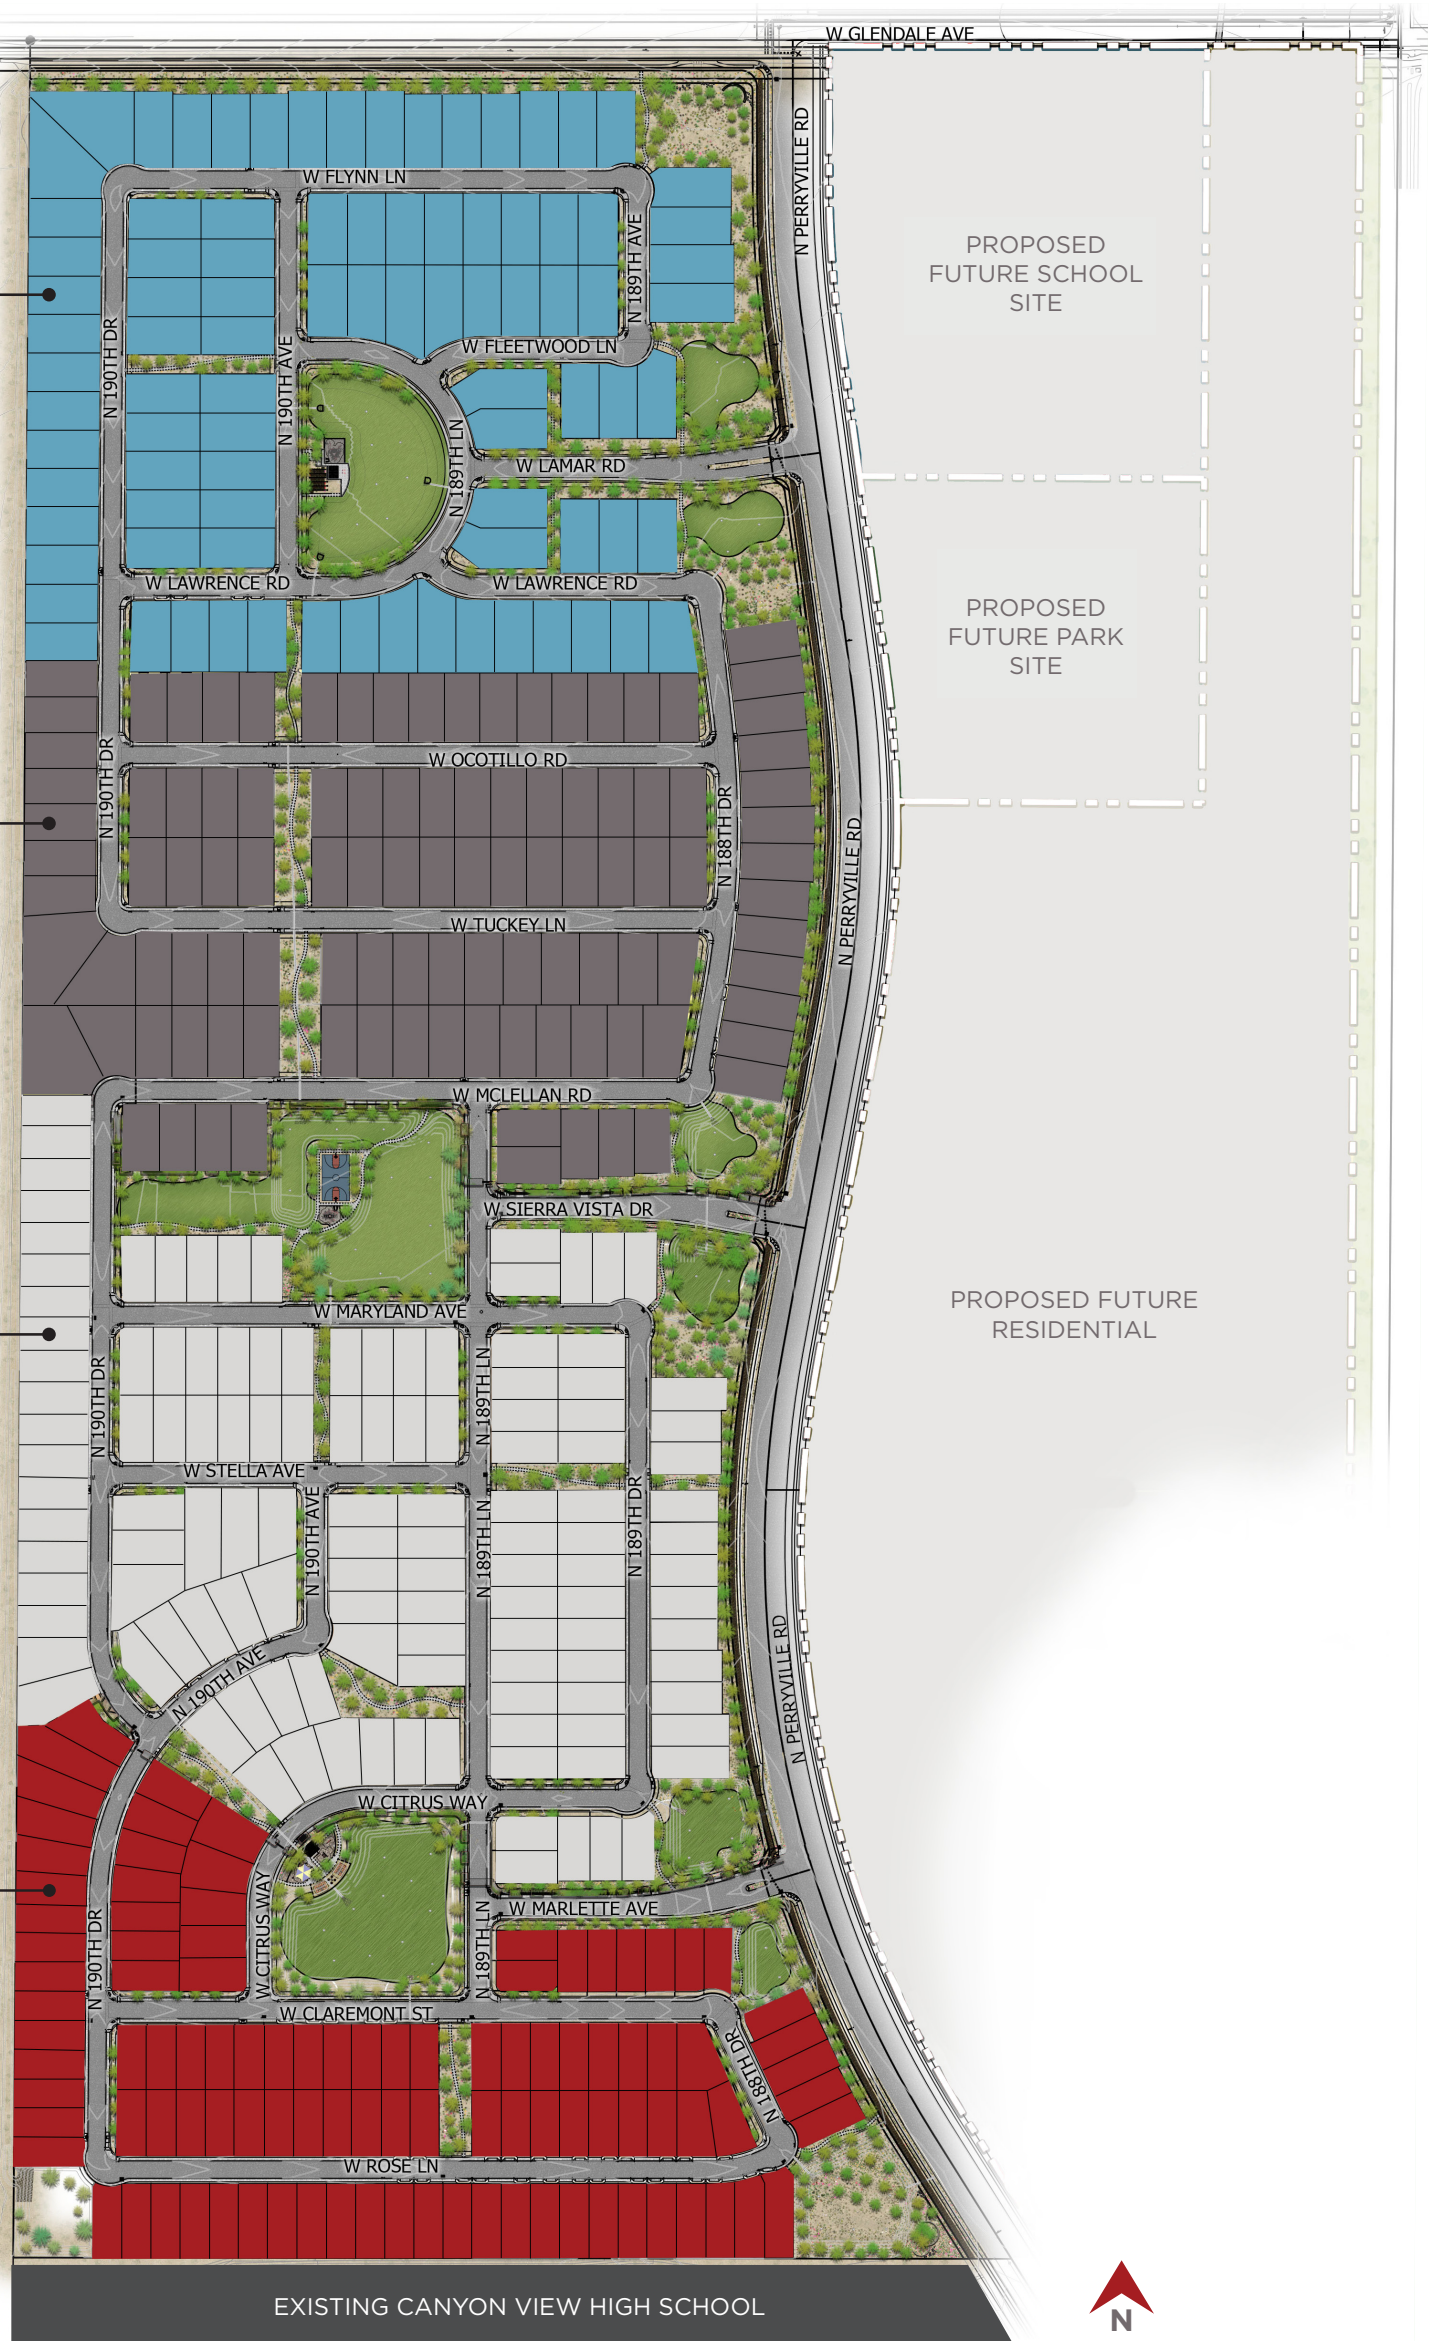 W GLENDALE AVE
N PERRYVILLE RD
W FLYNN LN
N 189TH AVE
PROPOSED
FUTURE SCHOOL
SITE
N 190TH DR
N 190TH AVE
W FLEETWOOD LN
N 189TH LN
W LAMAR RD
W LAWRENCE RD
W LAWRENCE RD
PROPOSED
FUTURE PARK
SITE
N 190TH DR
W OCOTILLO RD
N 188TH DR
N PERRYVILLE RD
W TUCKEY LN
W MCLELLAN RD
W SIERRA VISTA DR
W MARYLAND AVE
PROPOSED FUTURE
RESIDENTIAL
N 190TH DR
N 189TH LN
W STELLA AVE
N 190TH AVE
N 189TH LN
N 189TH DR
N 190TH AVE
N PERRYVILLE RD
W CITRUS WAY
W CITRUS WAY
N 190TH DR
N 189TH LN
W MARLETTE AVE
W CLAREMONT ST
N 188TH DR
W ROSE LN
EXISTING CANYON VIEW HIGH SCHOOL
N